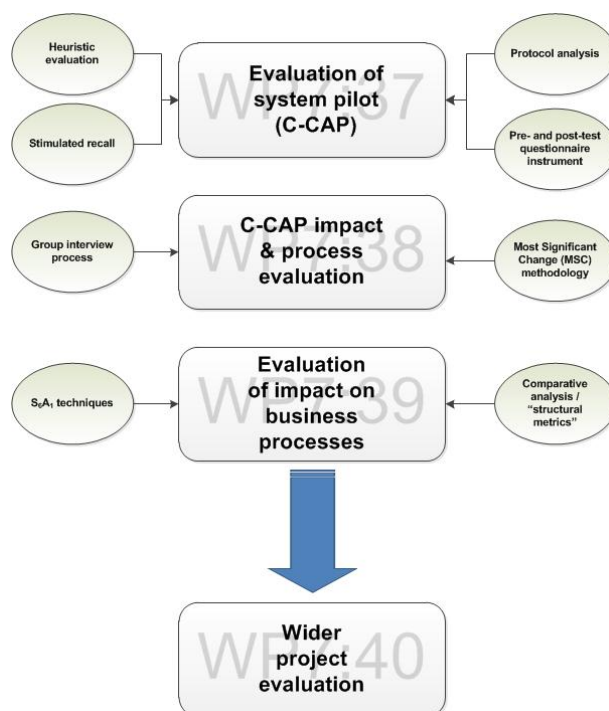 Heuristic
evaluation
Stimulated recall
WP7:37
Evaluation of
system pilot
(C-CAP)
Protocol analysis
Pre- and post-test
questionnaire
instrument
Group interview
process
WP7:38
C-CAP impact
& process
evaluation
Most Significant
Change (MSC)
methodology
S₆A₁ techniques
WP7:39
Evaluation
of impact on
business
processes
Comparative
analysis /
“structural
metrics”
WP7:40
Wider
project
evaluation